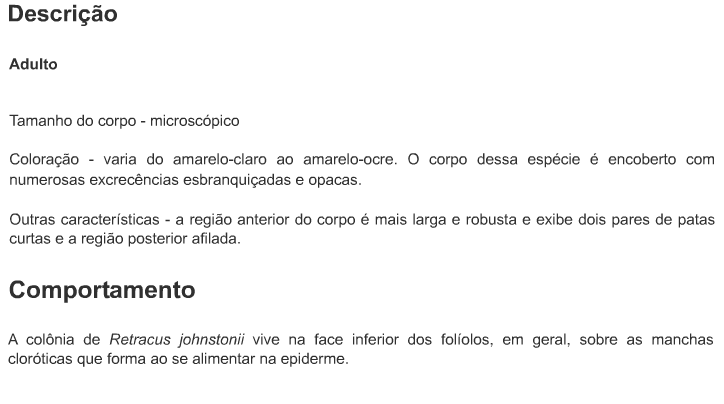 Descrição
Adulto
Tamanho do corpo - microscópico
Coloração - varia do amarelo-claro ao amarelo-ocre. O corpo dessa espécie é encoberto com
numerosas excrecências esbranquiçadas e opacas.
Outras características - a região anterior do corpo é mais larga e robusta e exibe dois pares de patas
curtas e a região posterior afilada.
Comportamento
A colônia de Retracus johnstonii vive na face inferior dos folíolos, em geral, sobre as manchas
cloróticas que forma ao se alimentar na epiderme.